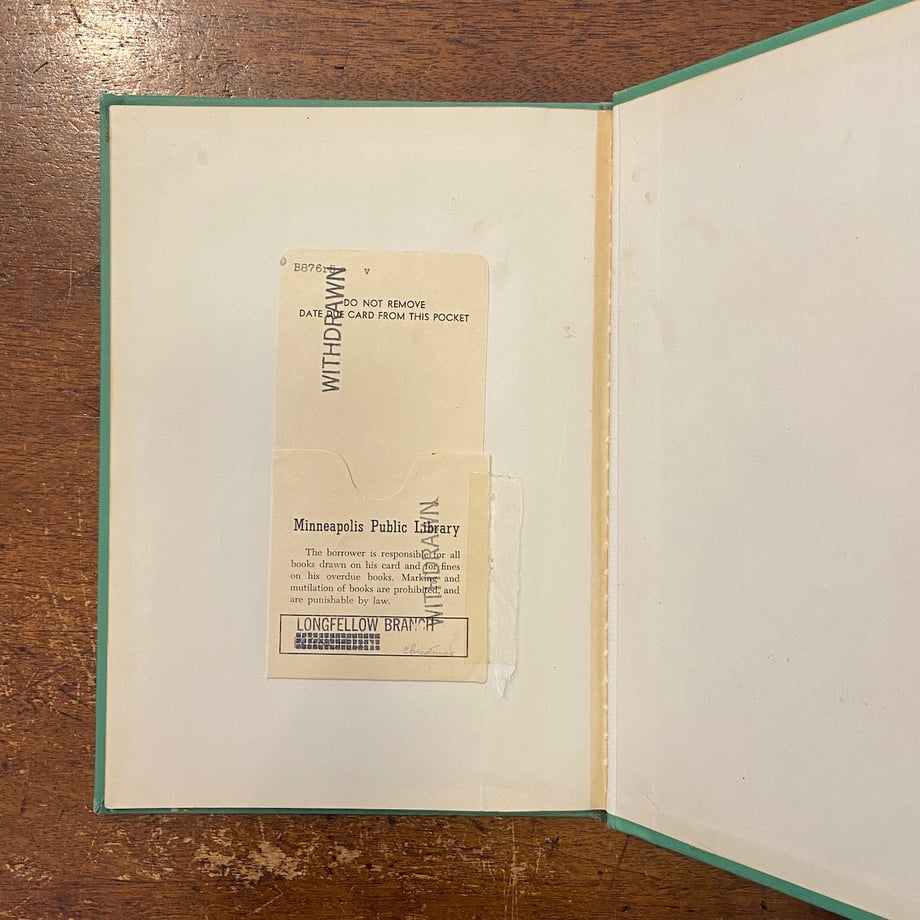 B876r5 v
WITHDRAWN
DO NOT REMOVE
DATE DUE CARD FROM THIS POCKET
Minneapolis Public Library
WITHDRAWN
The borrower is responsible for all
books drawn on his card and for fines
on his overdue books. Marking and
mutilation of books are prohibited and
are punishable by law.
LONGFELLOW BRANCH
Christmas